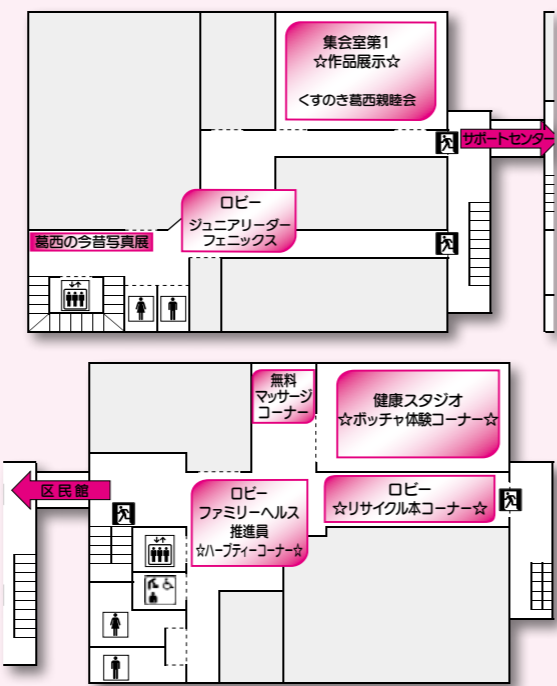 集会室第1
☆作品展示☆
くすのき葛西親睦会
サポートセンター
ロビー
ジュニアリーダー
フェニックス
葛西の今昔写真展
無料
マッサージ
コーナー
健康スタジオ
☆ボッチャ体験コーナー☆
区民館
ロビー
ファミリーヘルス
推進員
☆ハーブティーコーナー☆
ロビー
☆リサイクル本コーナー☆